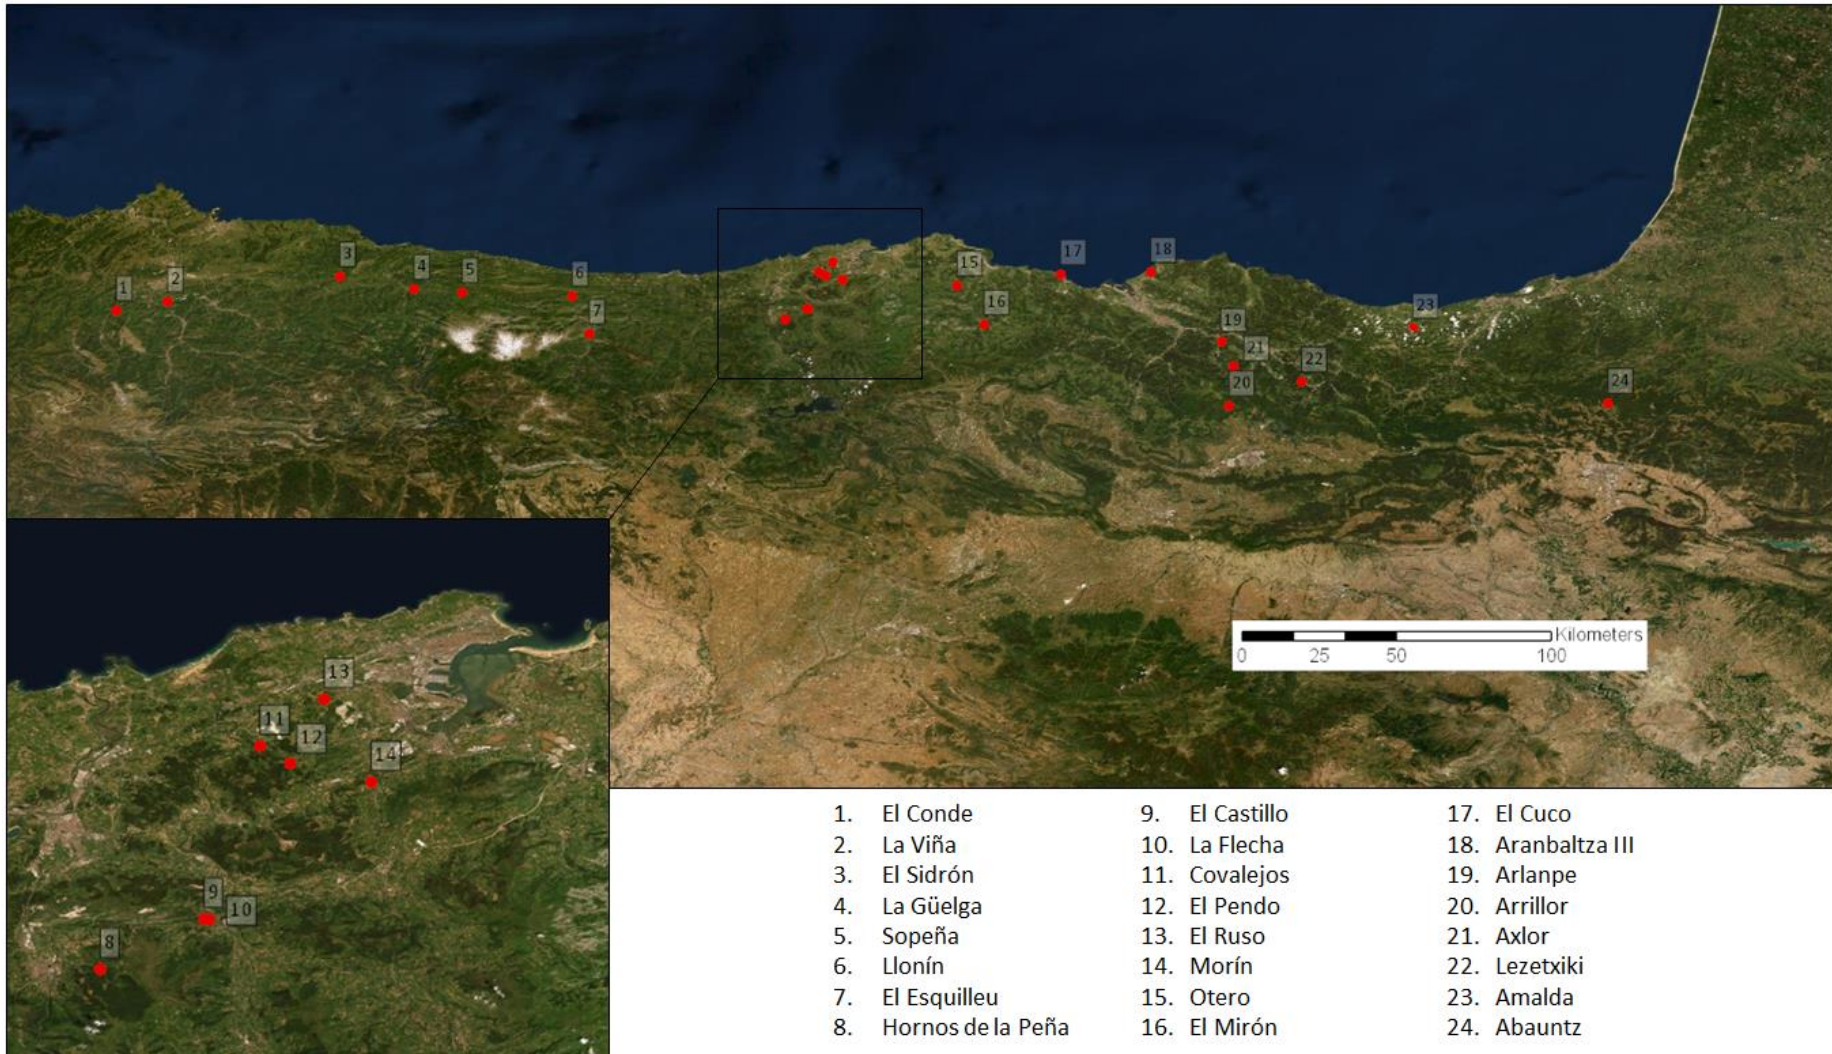 3
18
17
6
4
5
2
15
1
16
23
7
19
21
22
20
24
Kilometers
0 25 50 100
13
11
12
14
9
10
8
1. El Conde
2. La Viña
3. El Sidrón
4. La Güelga
5. Sopeña
6. Llonín
7. El Esquilleu
8. Hornos de la Peña
9. El Castillo
10. La Flecha
11. Covalejos
12. El Pendo
13. El Ruso
14. Morín
15. Otero
16. El Mirón
17. El Cuco
18. Aranbaltza III
19. Arlanpe
20. Arrillor
21. Axlor
22. Lezetxiki
23. Amalda
24. Abauntz